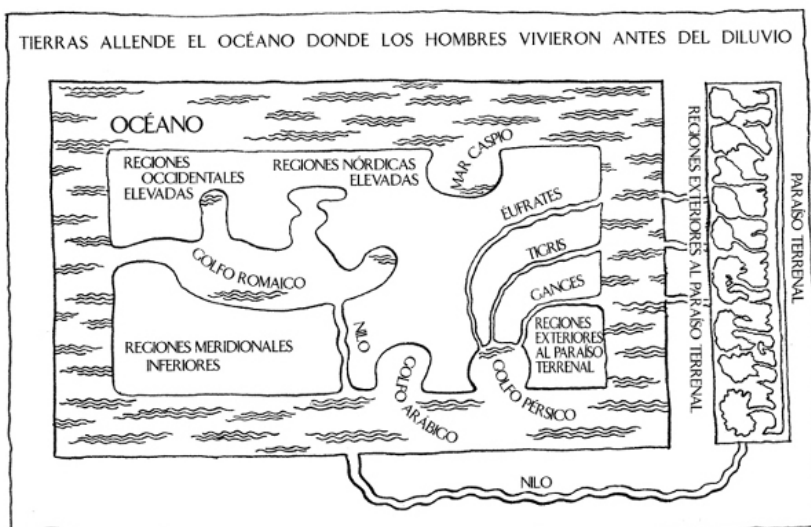 TIERRAS ALLENDE EL OCÉANO DONDE LOS HOMBRES VIVIERON ANTES DEL DILUVIO
OCÉANO
REGIONES
OCCIDENTALES
ELEVADAS
REGIONES NÓRDICAS
ELEVADAS
MAR CASPIO
ÉUFRATES
TIGRIS
GANGES
GOLFO ROMAICO
NILO
REGIONES MERIDIONALES
INFERIORES
GOLFO ARÁBIGO
GOLFO PÉRSICO
REGIONES
EXTERIORES
AL PARAÍSO
TERRENAL
REGIONES EXTERIORES AL PARAÍSO TERRENAL
PARAÍSO TERRENAL
NILO